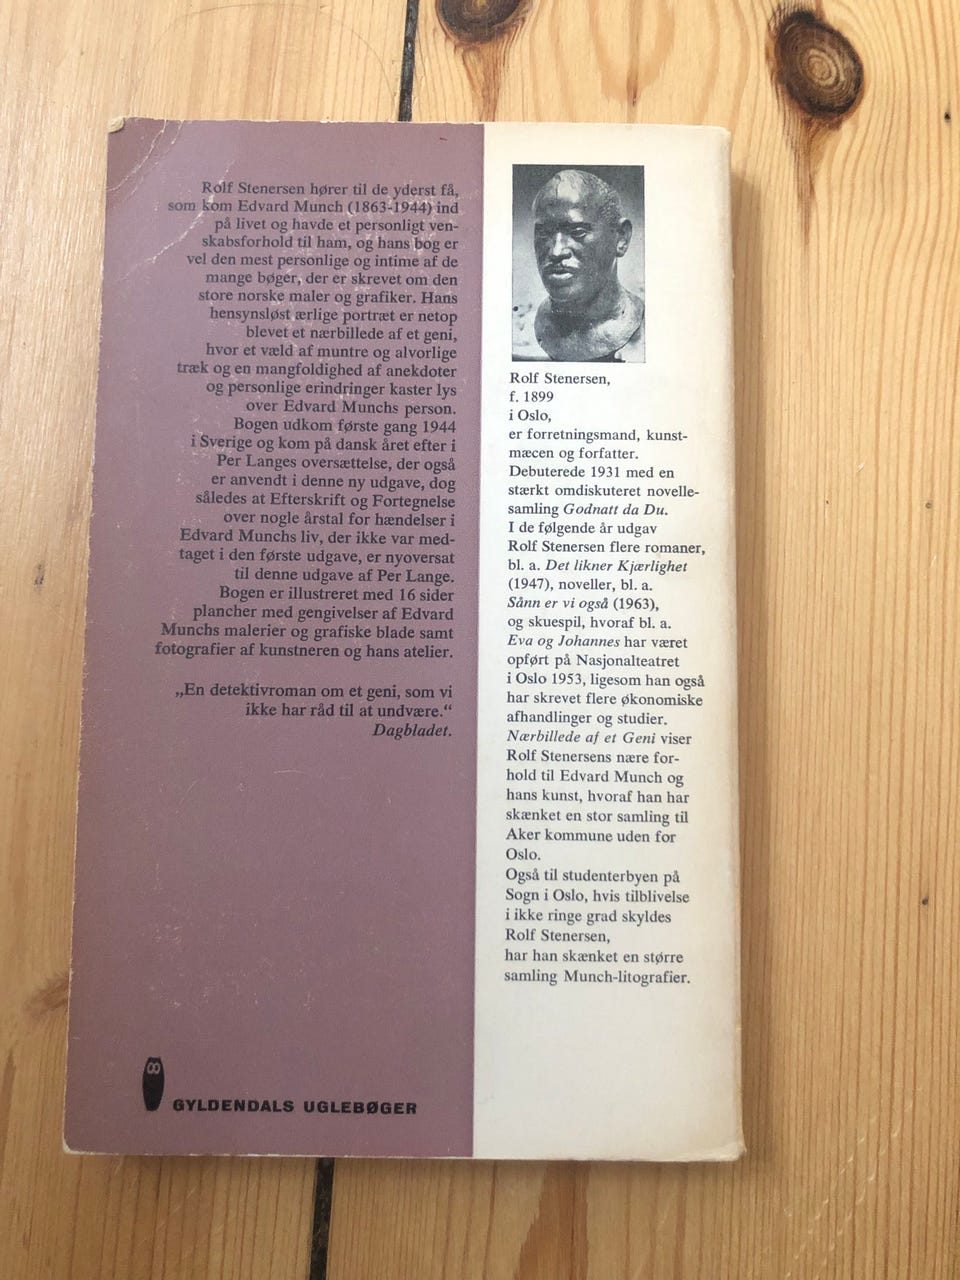 Rolf Stenersen hører til de yderst få,
som kom Edvard Munch (1863-1944) ind
på livet og havde et personligt ven-
skabsforhold til ham, og hans bog er
vel den mest personlige og intime af de
mange bøger, der er skrevet om den
store norske maler og grafiker. Hans
hensynsløst ærlige portræt er netop
blevet et nærbillede af et geni,
hvor et væld af muntre og alvorlige
træk og en mangfoldighed af anekdoter
og personlige erindringer kaster lys
over Edvard Munchs person.
Bogen udkom første gang 1944
i Sverige og kom på dansk året efter i
Per Langes oversættelse, der også
er anvendt i denne ny udgave, dog
således at Efterskrift og Fortegnelse
over nogle årstal for hændelser i
Edvard Munchs liv, der ikke var med-
taget i den første udgave, er nyoversat
til denne udgave af Per Lange.
Bogen er illustreret med 16 sider
plancher med gengivelser af Edvard
Munchs malerier og grafiske blade samt
fotografier af kunstneren og hans atelier.
„En detektivroman om et geni, som vi
ikke har råd til at undvære.“
Dagbladet.
GYLDENDALS UGLEBØGER
Rolf Stenersen,
f. 1899
i Oslo,
er forretningsmand, kunst-
mæcen og forfatter.
Debuterede 1931 med en
stærkt omdiskuteret novelle-
samling Godnatt da Du.
I de følgende år udgav
Rolf Stenersen flere romaner,
bl. a. Det likner Kjærlighet
(1947), noveller, bl. a.
Sånn er vi også (1963),
og skuespil, hvoraf bl. a.
Eva og Johannes har været
opført på Nasjonalteatret
i Oslo 1953, ligesom han også
har skrevet flere økonomiske
afhandlinger og studier.
Nærbillede af et Geni viser
Rolf Stenersens nære for-
hold til Edvard Munch og
hans kunst, hvoraf han har
skænket en stor samling til
Aker kommune uden for
Oslo.
Også til studenterbyen på
Sogn i Oslo, hvis tilblivelse
i ikke ringe grad skyldes
Rolf Stenersen,
har han skænket en større
samling Munch-litografier.